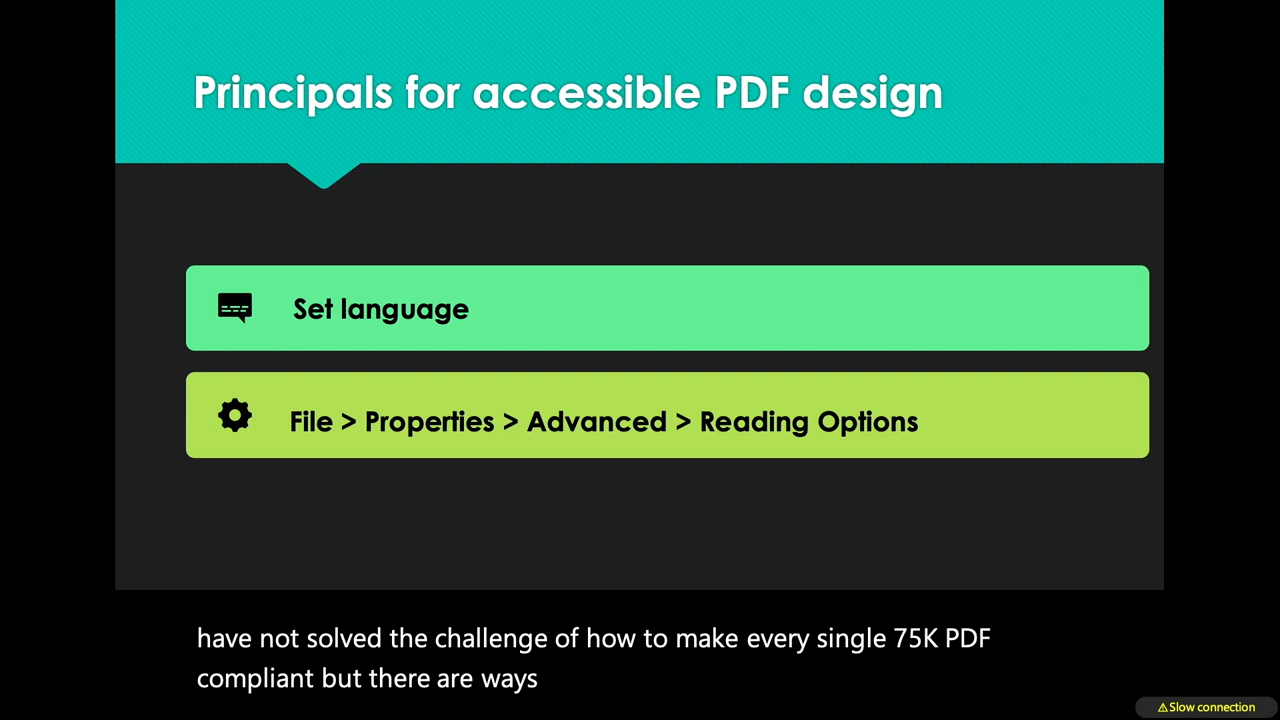 Principals for accessible PDF design
Set language
File > Properties > Advanced > Reading Options
have not solved the challenge of how to make every single 75K PDF
compliant but there are ways
⚠Slow connection